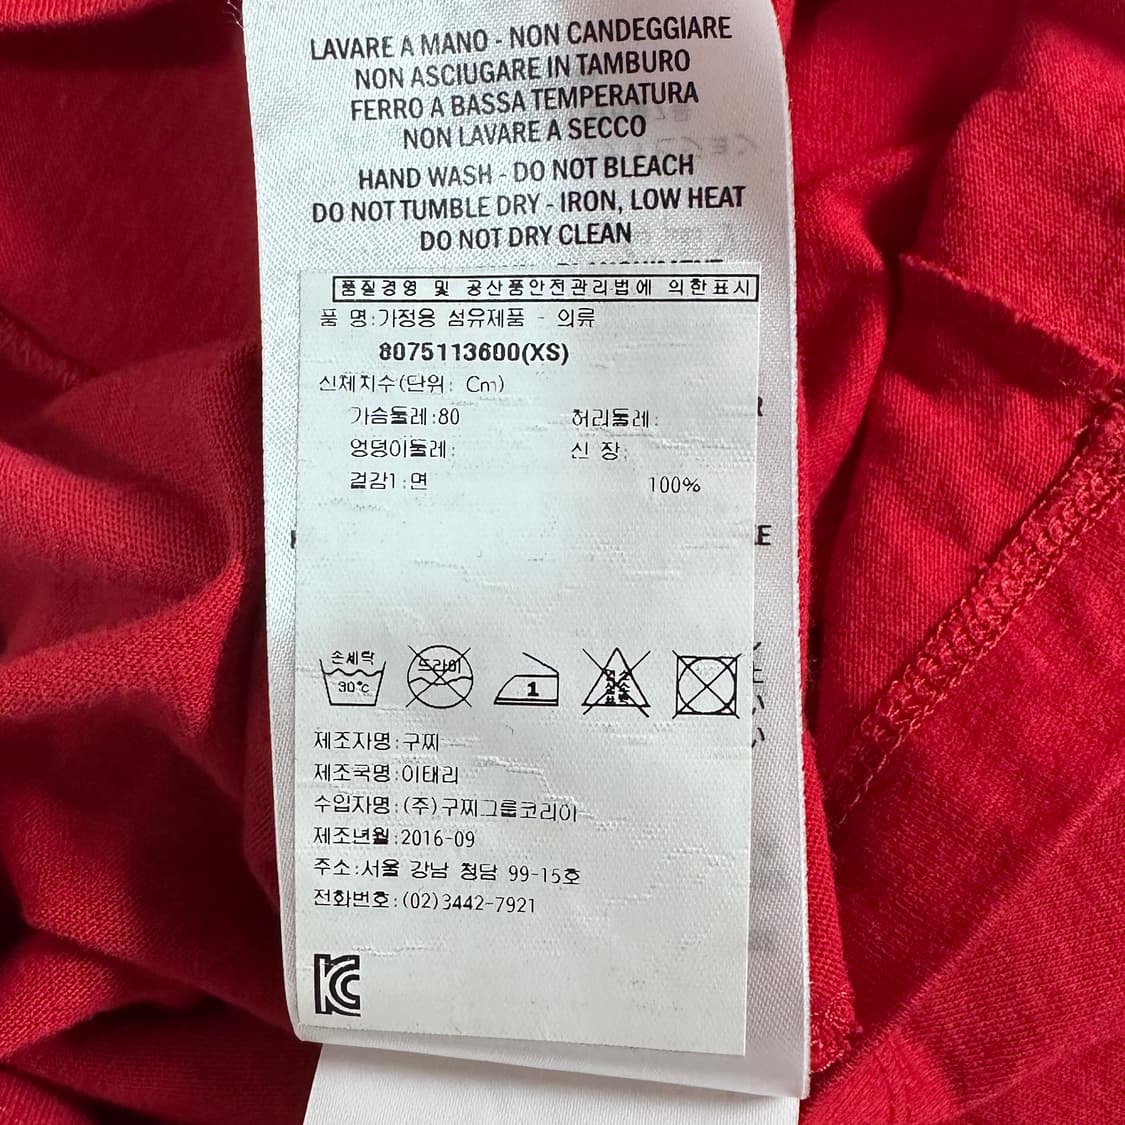 LAVARE A MANO - NON CANDEGGIARE
NON ASCIUGARE IN TAMBURO
FERRO A BASSA TEMPERATURA
NON LAVARE A SECCO
HAND WASH - DO NOT BLEACH
DO NOT TUMBLE DRY - IRON, LOW HEAT
DO NOT DRY CLEAN
품질경영 및 공산품안전관리법에 의한표시
품 명:가정용 섬유제품 - 의류
8075113600(XS)
신체치수(단위: Cm)
가슴둘레:80 허리둘레:
엉덩이둘레: 신 장:
겉감1:면 100%
손세탁 드라이
30°c 1
제조자명:구찌
제조국명:이태리
수입자명:(주)구찌그룹코리아
제조년월:2016-09
주소:서울 강남 청담 99-15호
전화번호:(02)3442-7921